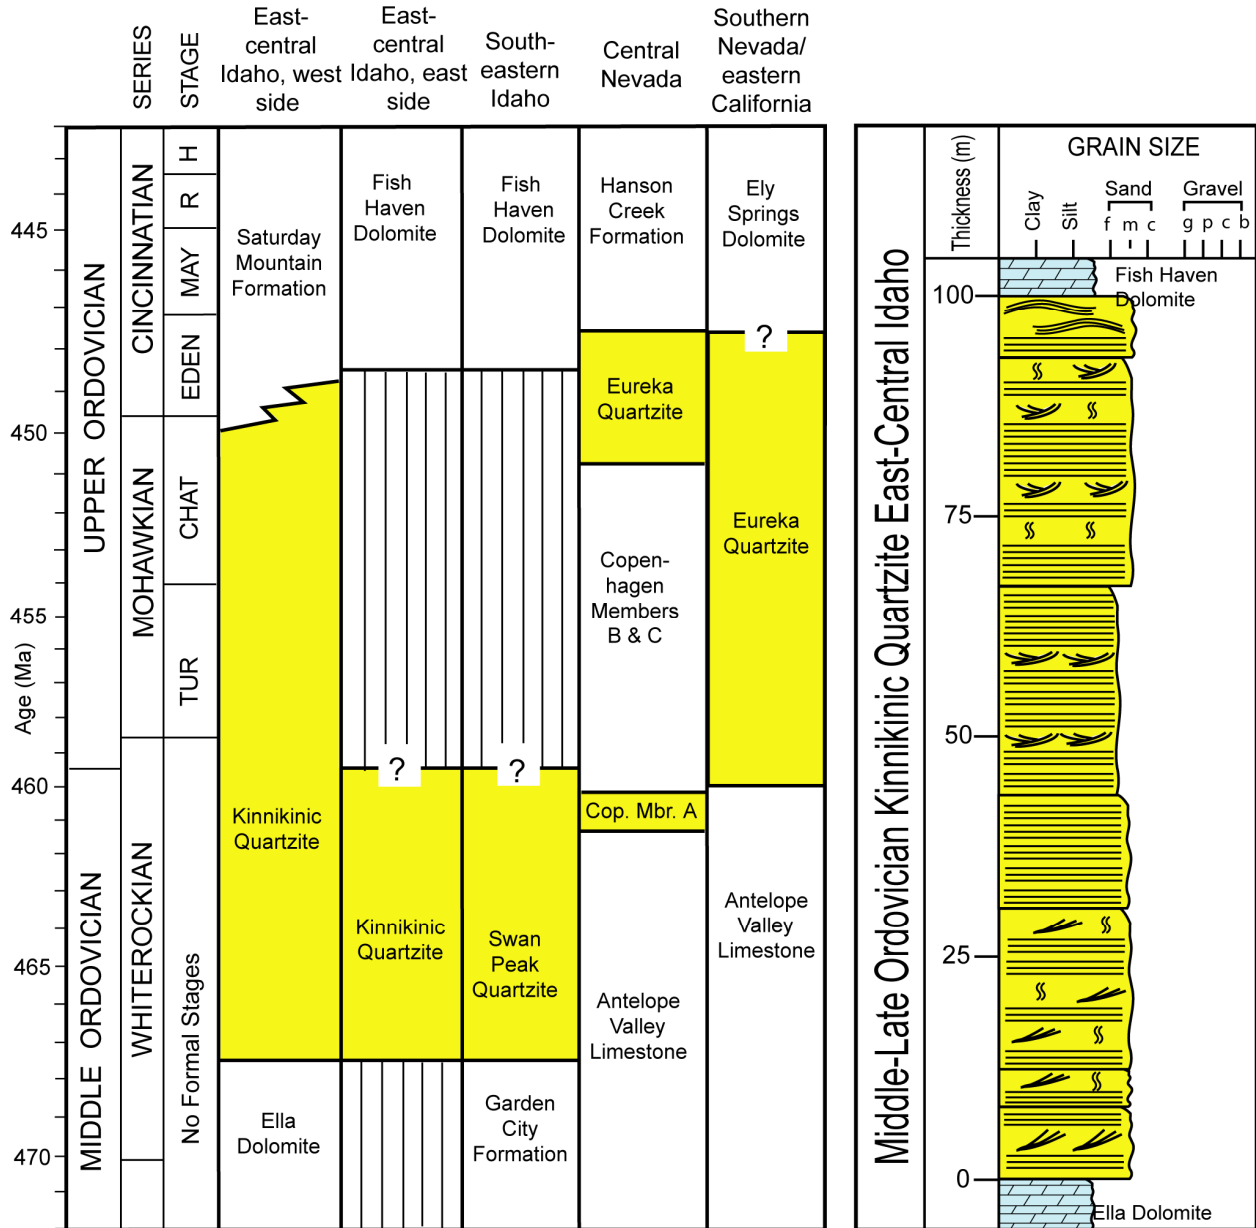 SERIES
STAGE
East-
central
Idaho, west
side
East-
central
Idaho, east
side
South-
eastern
Idaho
Central
Nevada
Southern
Nevada/
eastern
California
Age (Ma)
445
450
455
460
465
470
UPPER ORDOVICIAN
MIDDLE ORDOVICIAN
CINCINNATIAN
MOHAWKIAN
WHITEROCKIAN
H
R
MAY
EDEN
CHAT
TUR
No Formal Stages
Saturday
Mountain
Formation
Kinnikinic
Quartzite
Ella
Dolomite
Fish
Haven
Dolomite
?
Kinnikinic
Quartzite
Fish
Haven
Dolomite
?
Swan
Peak
Quartzite
Garden
City
Formation
Hanson
Creek
Formation
Eureka
Quartzite
Copen-
hagen
Members
B & C
Cop. Mbr. A
Antelope
Valley
Limestone
Ely
Springs
Dolomite
?
Eureka
Quartzite
Antelope
Valley
Limestone
Middle-Late Ordovician Kinnikinic Quartzite East-Central Idaho
Thickness (m)
GRAIN SIZE
Clay
Silt
Sand
f m c
Gravel
g p c b
Fish Haven
Dolomite
100
75
50
25
0
Ella Dolomite